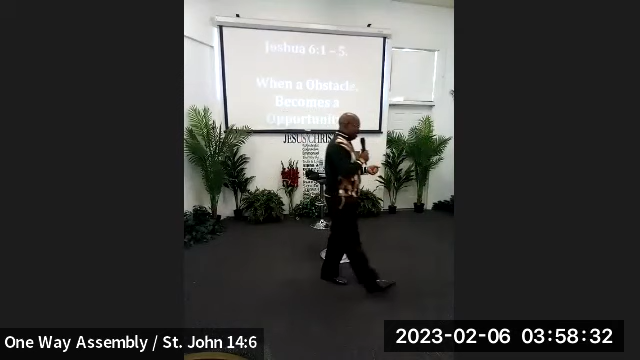 Joshua 6:1 – 5.
When a Obstacle,
Becomes a
Opportunity
JESUS CHRIST
One Way Assembly / St. John 14:6
2023-02-06 03:58:32